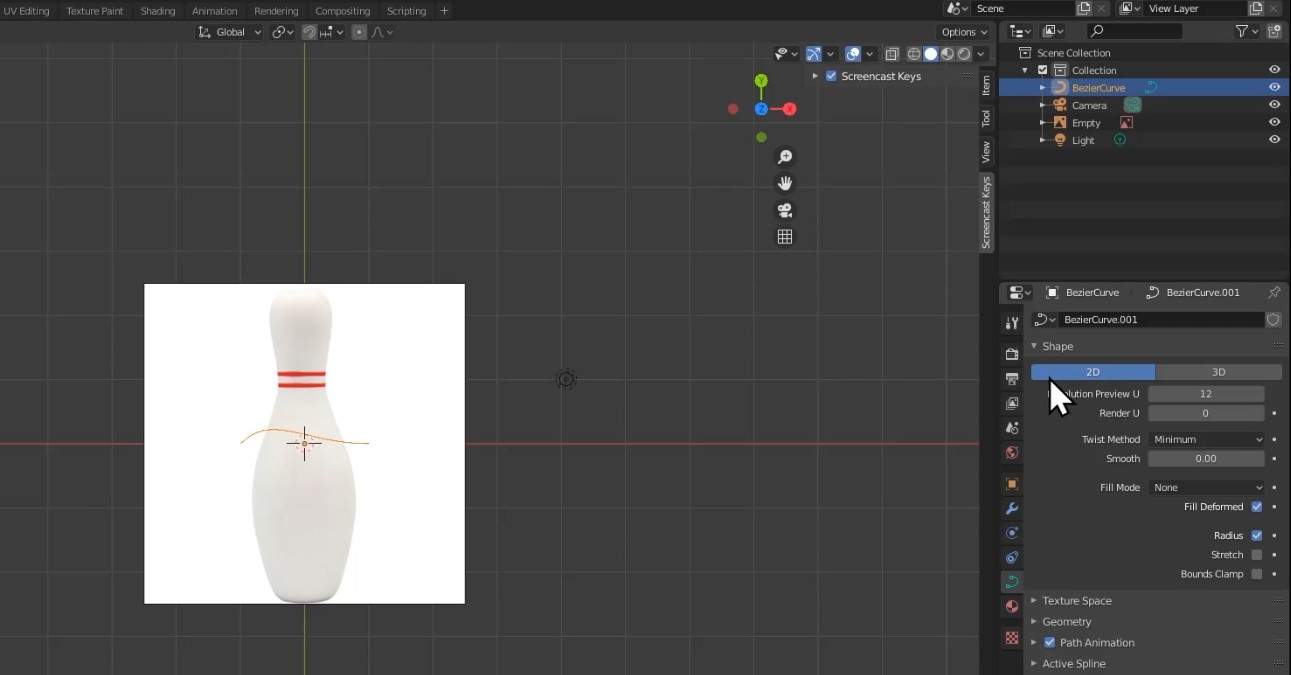 UV Editing Texture Paint Shading Animation Rendering Compositing Scripting + Scene View Layer
Global Options
Screencast Keys
Item
Tool
View
Screencast Keys
Y
Z
X
Scene Collection
Collection
BezierCurve
Camera
Empty
Light
BezierCurve BezierCurve.001
BezierCurve.001
Shape
2D 3D
lution Preview U 12
Render U 0
Twist Method Minimum
Smooth 0.00
Fill Mode None
Fill Deformed
Radius
Stretch
Bounds Clamp
Texture Space
Geometry
Path Animation
Active Spline